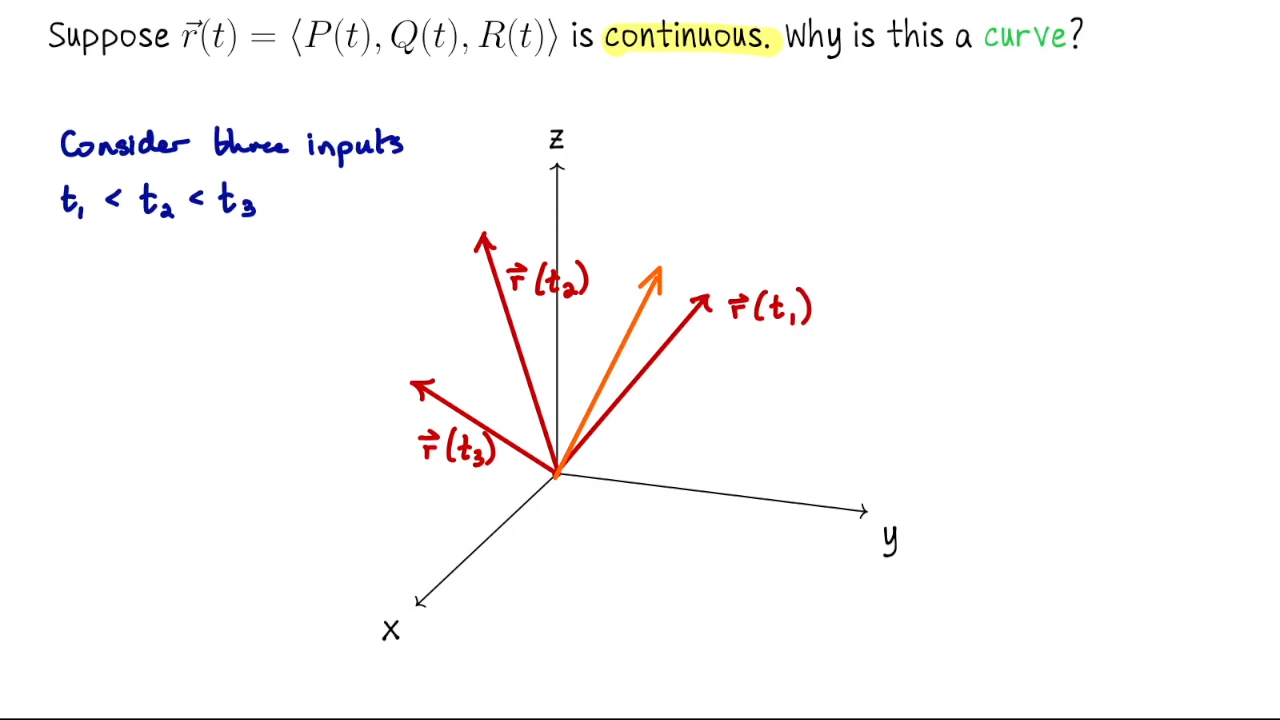 Suppose r⃗(t) = ⟨P(t), Q(t), R(t)⟩ is continuous. Why is this a curve?
Consider three inputs
t₁ < t₂ < t₃
z
r⃗(t₂)
r⃗(t₁)
r⃗(t₃)
y
x